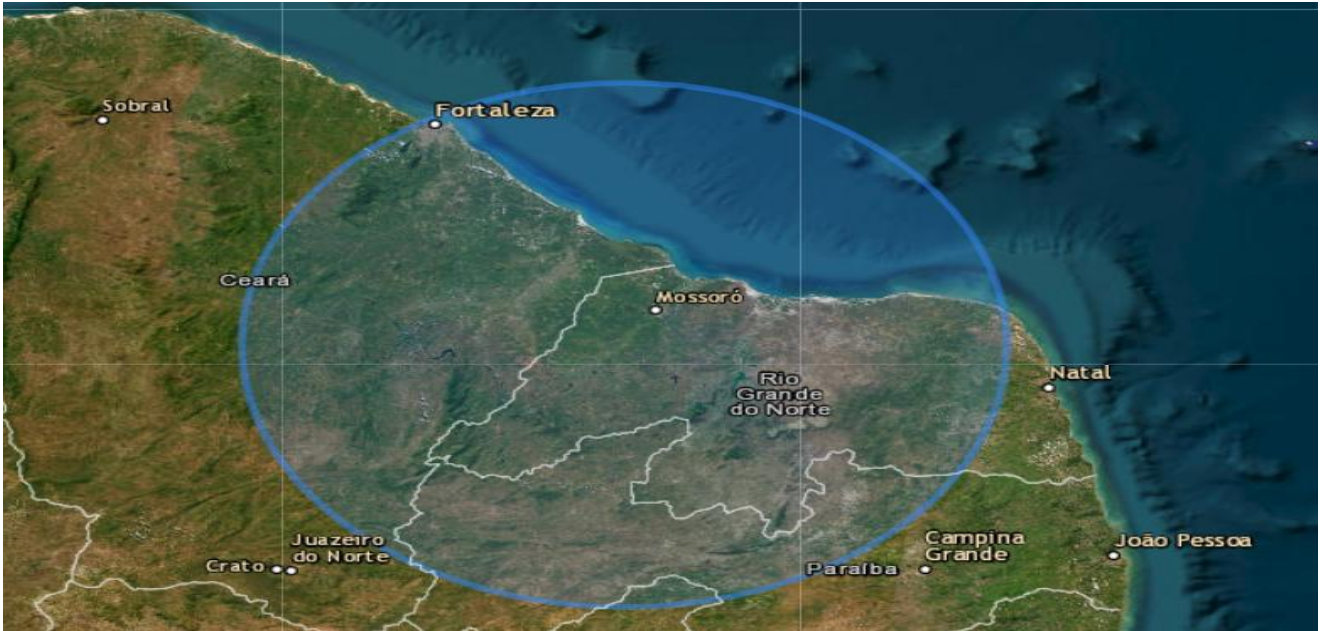 Sobral
Fortaleza
Ceará
Mossoró
Rio
Grande
do Norte
Natal
Juazeiro
do Norte
Crato
Campina
Grande
João Pessoa
Paraíba